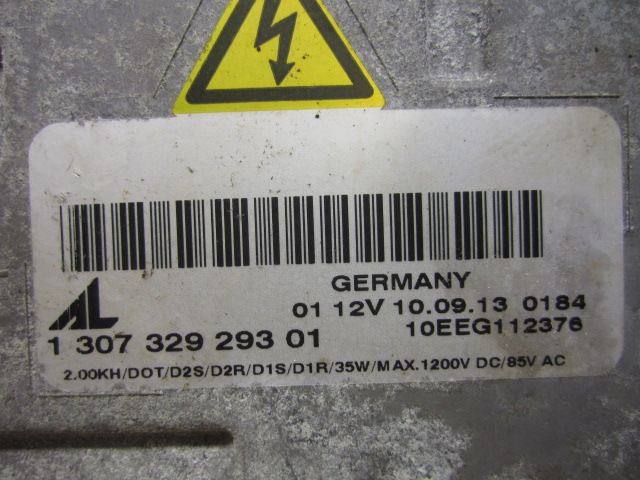 GERMANY
AL
01 12V 10.09.13 0184
1 307 329 293 01
10EEG112376
2.00KH/DOT/D2S/D2R/D1S/D1R/35W/MAX.1200V DC/85V AC